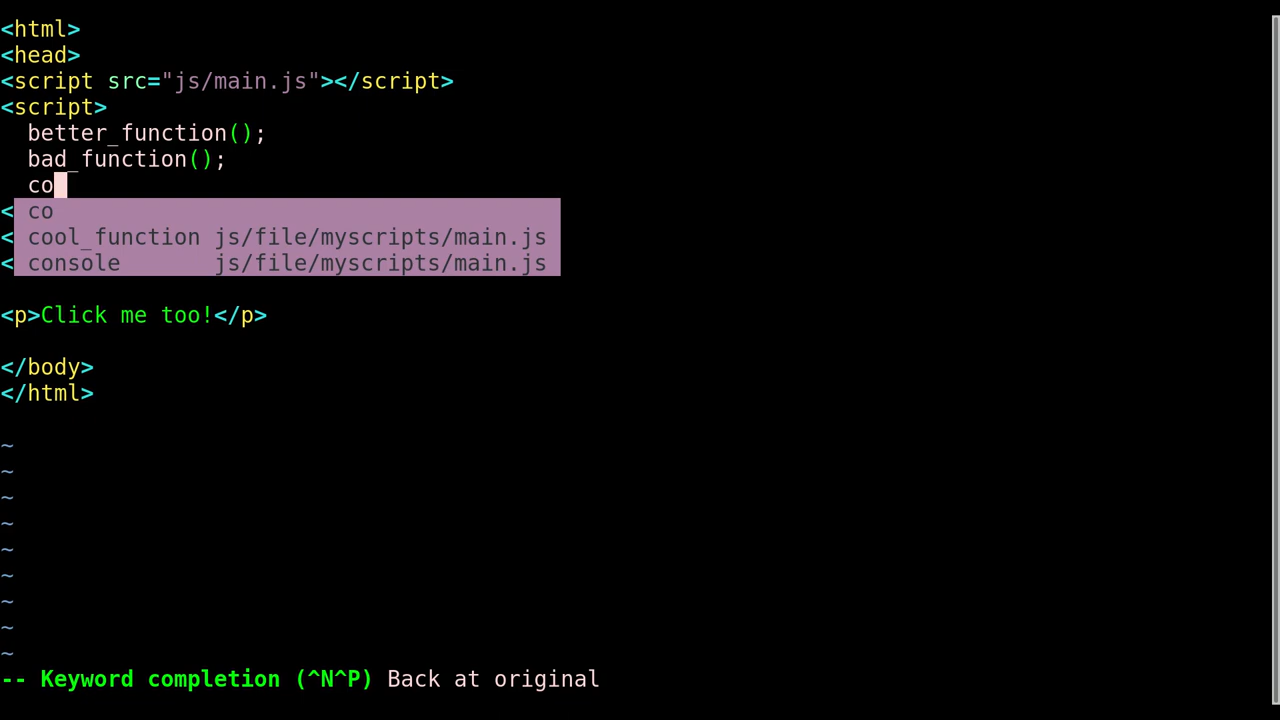 <html>
<head>
<script src="js/main.js"></script>
<script>
  better_function();
  bad_function();
  co
< co
< cool_function js/file/myscripts/main.js
< console       js/file/myscripts/main.js

<p>Click me too!</p>

</body>
</html>

~
~
~
~
~
~
~
~
~
-- Keyword completion (^N^P) Back at original